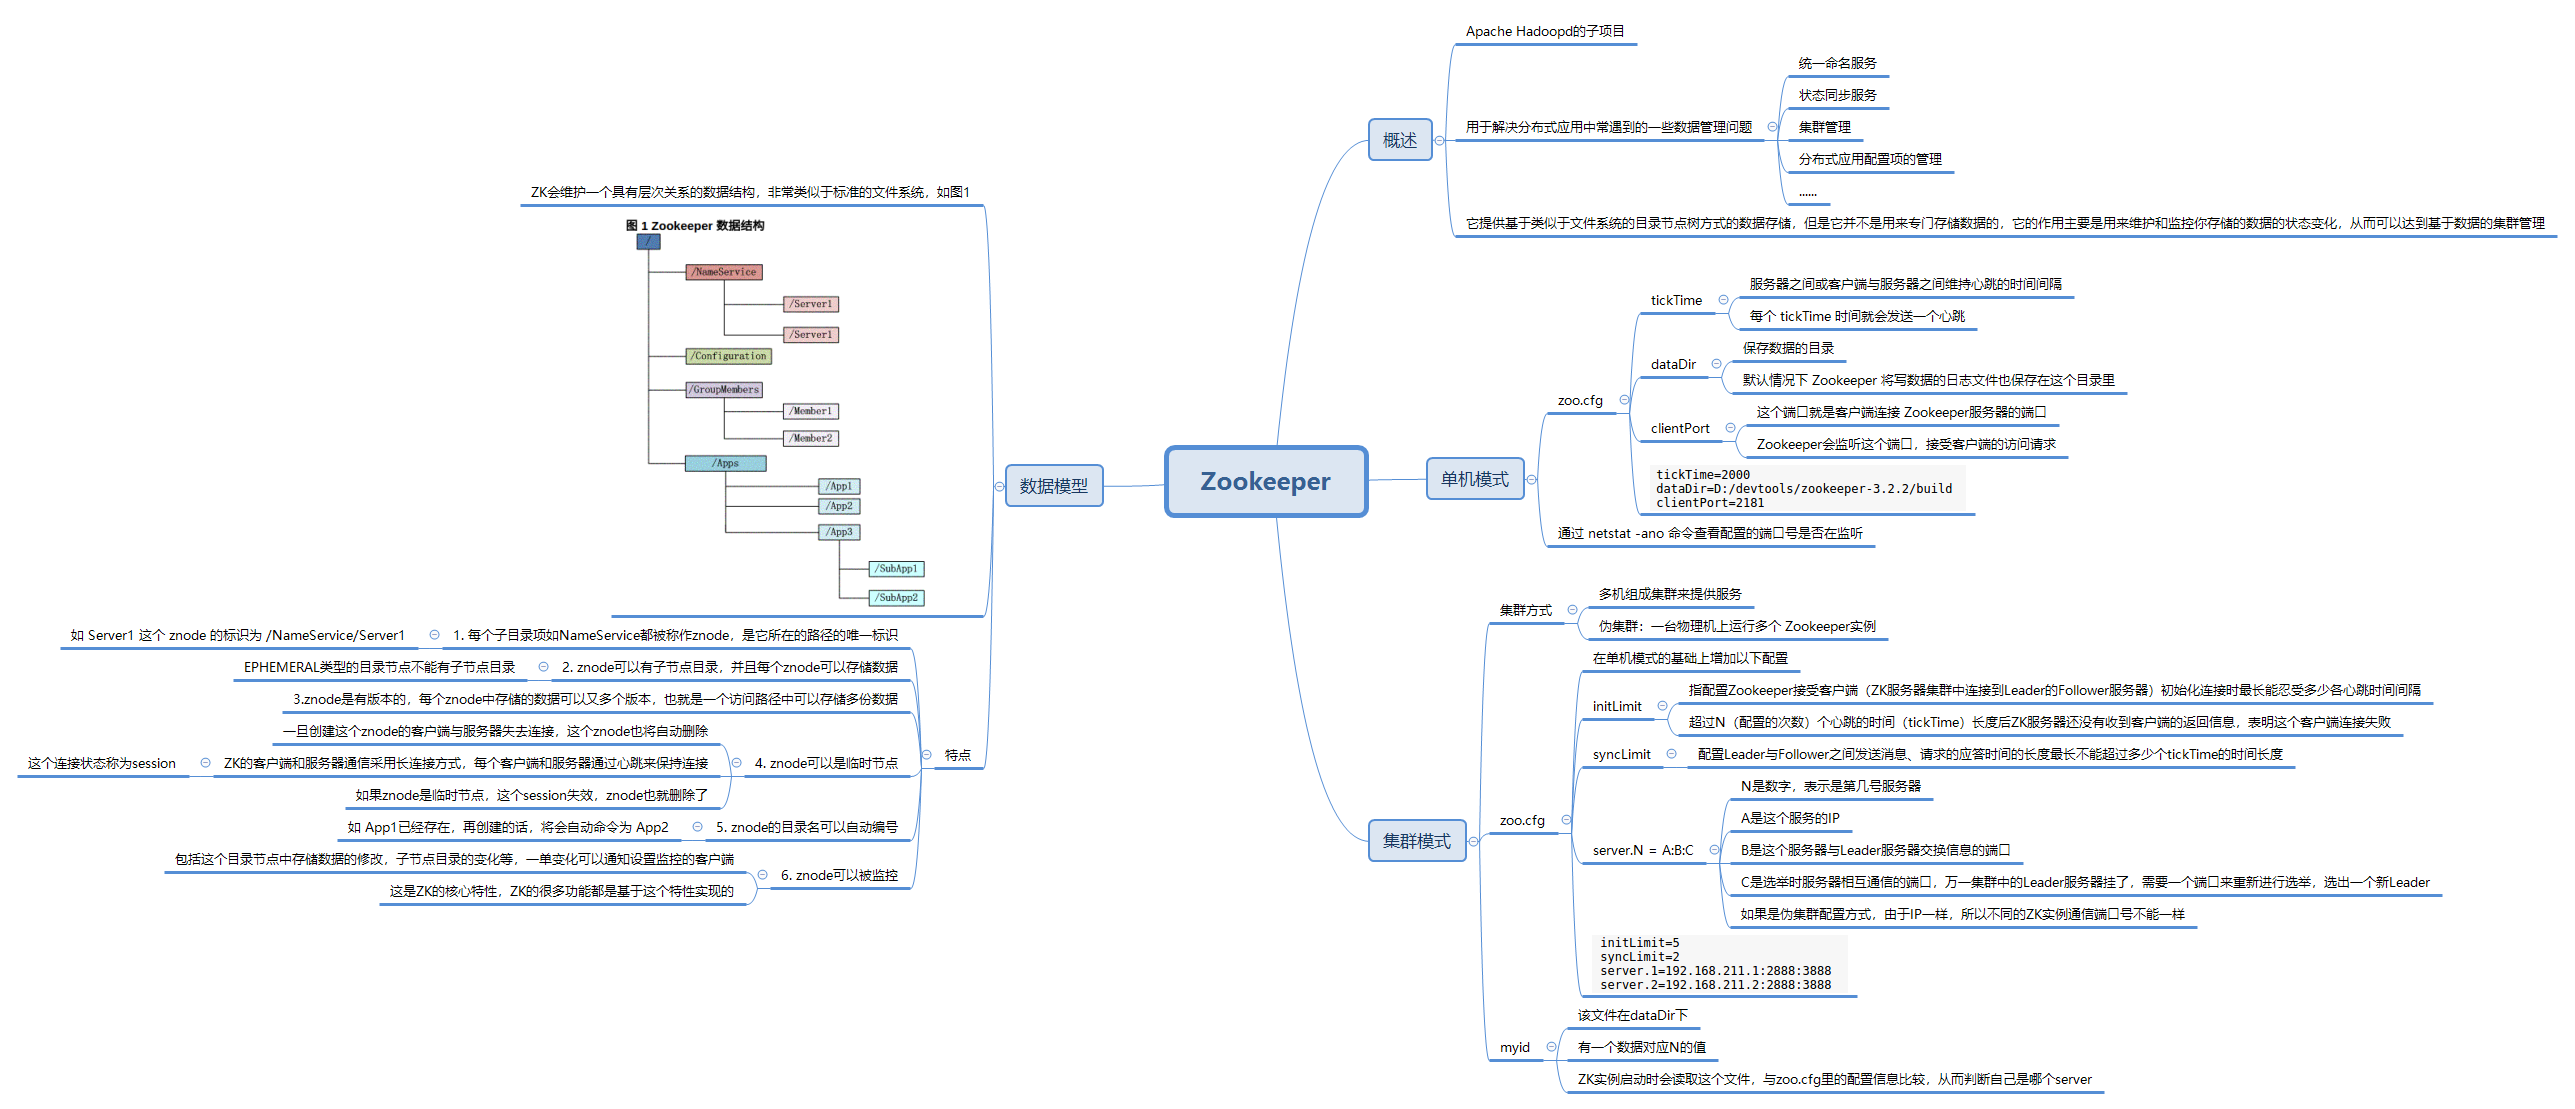 Zookeeper
概述
Apache Hadoopd的子项目
用于解决分布式应用中常遇到的一些数据管理问题
统一命名服务
状态同步服务
集群管理
分布式应用配置项的管理
......
它提供基于类似于文件系统的目录节点树方式的数据存储，但是它并不是用来专门存储数据的，它的作用主要是用来维护和监控你存储的数据的状态变化，从而可以达到基于数据的集群管理
单机模式
zoo.cfg
tickTime
服务器之间或客户端与服务器之间维持心跳的时间间隔
每个 tickTime 时间就会发送一个心跳
dataDir
保存数据的目录
默认情况下 Zookeeper 将写数据的日志文件也保存在这个目录里
clientPort
这个端口就是客户端连接 Zookeeper服务器的端口
Zookeeper会监听这个端口，接受客户端的访问请求
tickTime=2000
dataDir=D:/devtools/zookeeper-3.2.2/build
clientPort=2181
通过 netstat -ano 命令查看配置的端口号是否在监听
集群模式
集群方式
多机组成集群来提供服务
伪集群：一台物理机上运行多个 Zookeeper实例
zoo.cfg
在单机模式的基础上增加以下配置
initLimit
指配置Zookeeper接受客户端（ZK服务器集群中连接到Leader的Follower服务器）初始化连接时最长能忍受多少各心跳时间间隔
超过N（配置的次数）个心跳的时间（tickTime）长度后ZK服务器还没有收到客户端的返回信息，表明这个客户端连接失败
syncLimit
配置Leader与Follower之间发送消息、请求的应答时间的长度最长不能超过多少个tickTime的时间长度
server.N = A:B:C
N是数字，表示是第几号服务器
A是这个服务的IP
B是这个服务器与Leader服务器交换信息的端口
C是选举时服务器相互通信的端口，万一集群中的Leader服务器挂了，需要一个端口来重新进行选举，选出一个新Leader
如果是伪集群配置方式，由于IP一样，所以不同的ZK实例通信端口号不能一样
initLimit=5
syncLimit=2
server.1=192.168.211.1:2888:3888
server.2=192.168.211.2:2888:3888
myid
该文件在dataDir下
有一个数据对应N的值
ZK实例启动时会读取这个文件，与zoo.cfg里的配置信息比较，从而判断自己是哪个server
数据模型
ZK会维护一个具有层次关系的数据结构，非常类似于标准的文件系统，如图1
图 1 Zookeeper 数据结构
/
/NameService
/Server1
/Server1
/Configuration
/GroupMembers
/Member1
/Member2
/Apps
/App1
/App2
/App3
/SubApp1
/SubApp2
特点
1. 每个子目录项如NameService都被称作znode，是它所在的路径的唯一标识
如 Server1 这个 znode 的标识为 /NameService/Server1
2. znode可以有子节点目录，并且每个znode可以存储数据
EPHEMERAL类型的目录节点不能有子节点目录
3.znode是有版本的，每个znode中存储的数据可以又多个版本，也就是一个访问路径中可以存储多份数据
4. znode可以是临时节点
一旦创建这个znode的客户端与服务器失去连接，这个znode也将自动删除
ZK的客户端和服务器通信采用长连接方式，每个客户端和服务器通过心跳来保持连接
这个连接状态称为session
如果znode是临时节点，这个session失效，znode也就删除了
5. znode的目录名可以自动编号
如 App1已经存在，再创建的话，将会自动命令为 App2
6. znode可以被监控
包括这个目录节点中存储数据的修改，子节点目录的变化等，一单变化可以通知设置监控的客户端
这是ZK的核心特性，ZK的很多功能都是基于这个特性实现的